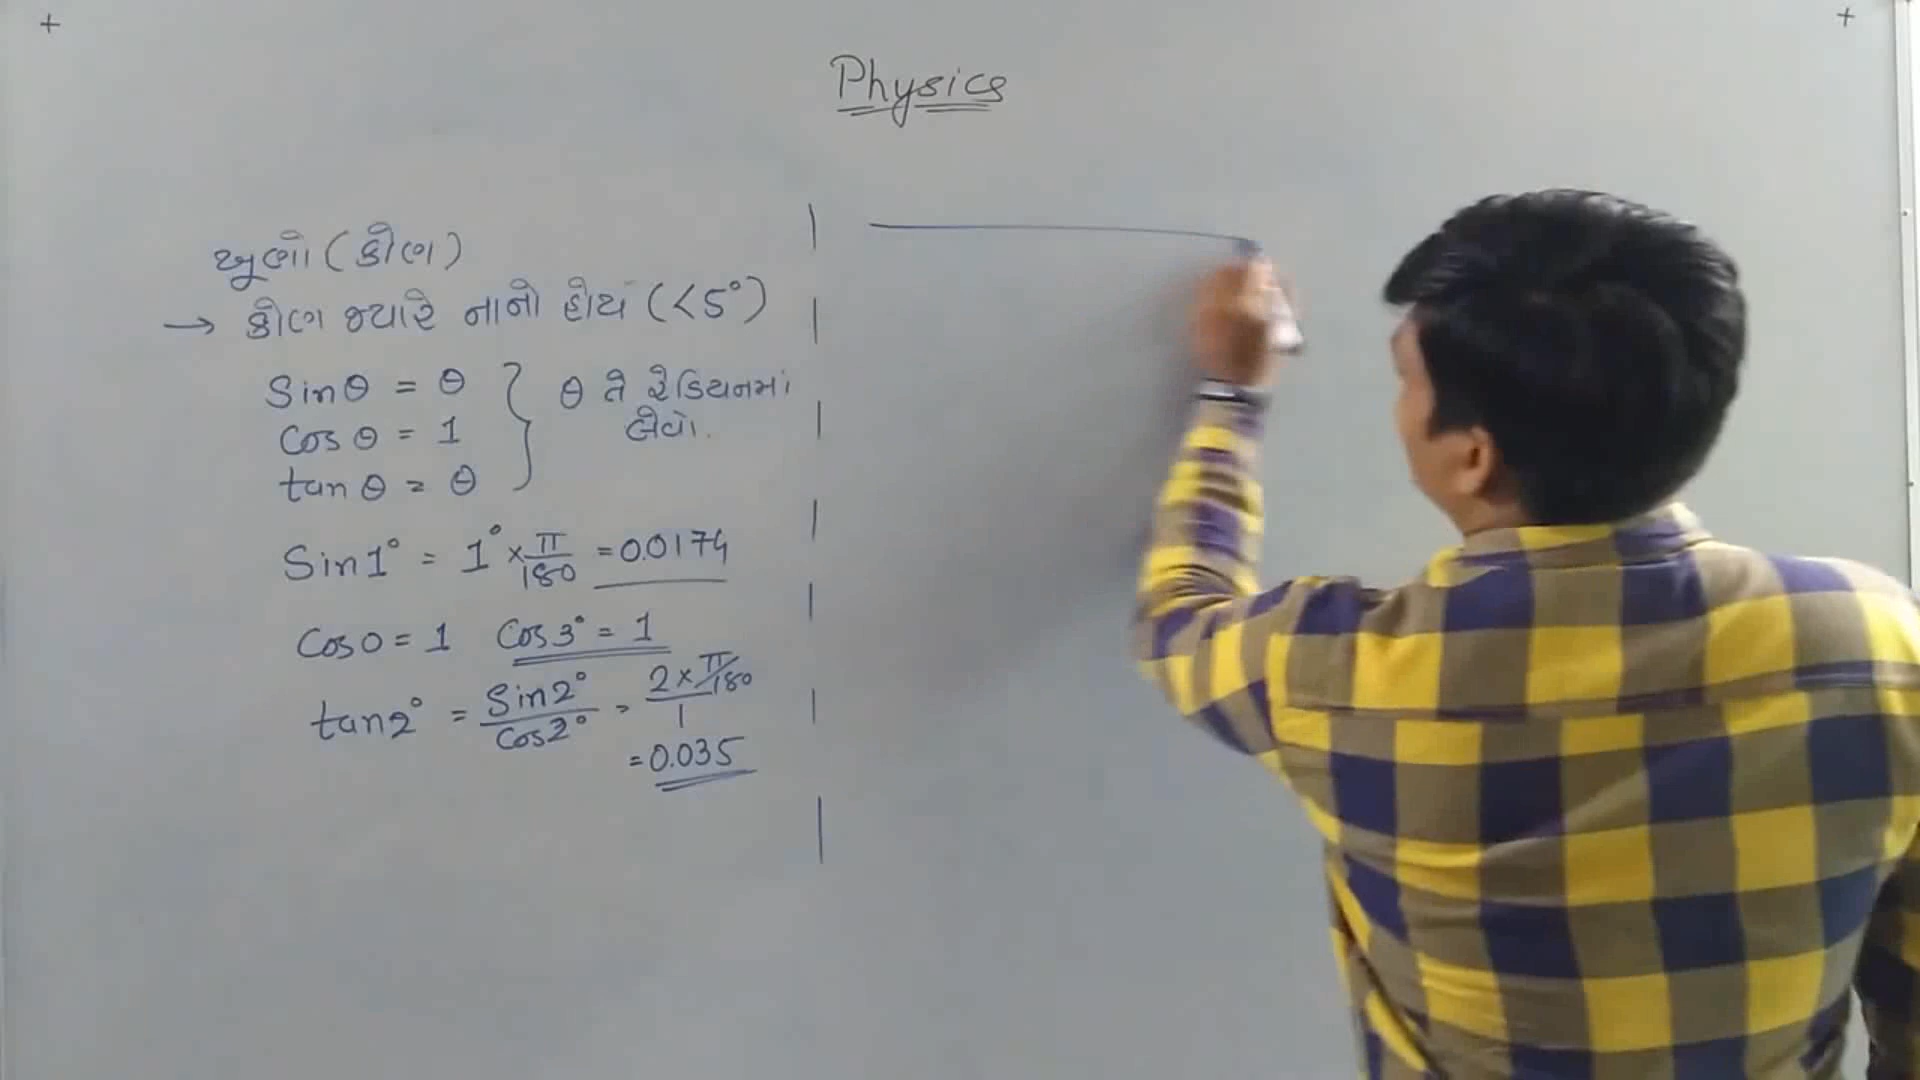 Physics
ખૂણો (કોણ)
→ કોણ જ્યારે નાનો હોય (<5°)
Sinθ = θ
Cosθ = 1
tanθ = θ
θ તે રેડિયનમાં
લેવો.
Sin1° = 1° × π/180 = 0.0174
Cos0 = 1 Cos3° = 1
tan2° = Sin2°/Cos2° = 2 × π/180 / 1
= 0.035